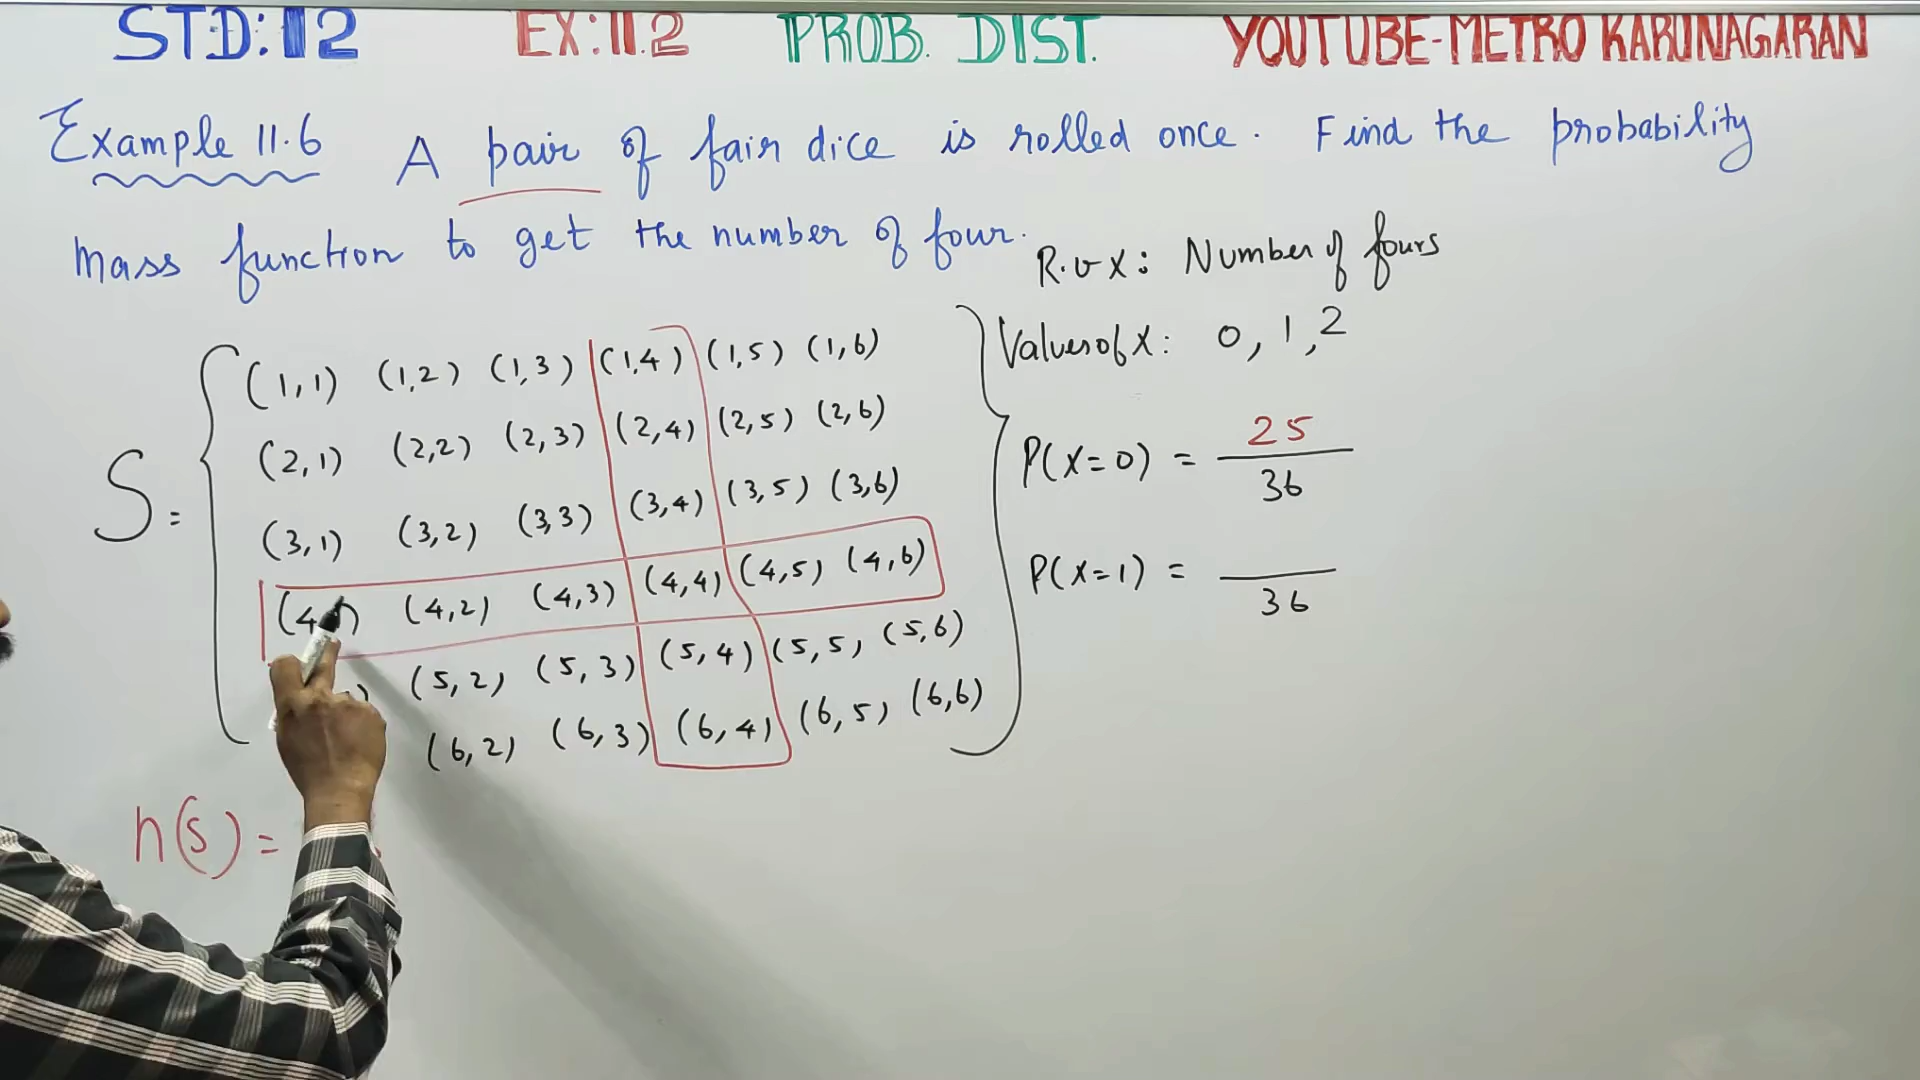 STD: 12 EX: 11.2 PROB. DIST. YOUTUBE-METRO KARUNAGARAN
Example 11.6 A pair of fair dice is rolled once. Find the probability
mass function to get the number of four.
R.v X: Number of fours
Values of X: 0, 1, 2
S = { (1,1) (1,2) (1,3) (1,4) (1,5) (1,6)
(2,1) (2,2) (2,3) (2,4) (2,5) (2,6)
(3,1) (3,2) (3,3) (3,4) (3,5) (3,6)
(4, (4,2) (4,3) (4,4) (4,5) (4,6)
(5,2) (5,3) (5,4) (5,5) (5,6)
(6,2) (6,3) (6,4) (6,5) (6,6) }
P(X=0) = 25/36
P(X=1) = /36
n(s) =